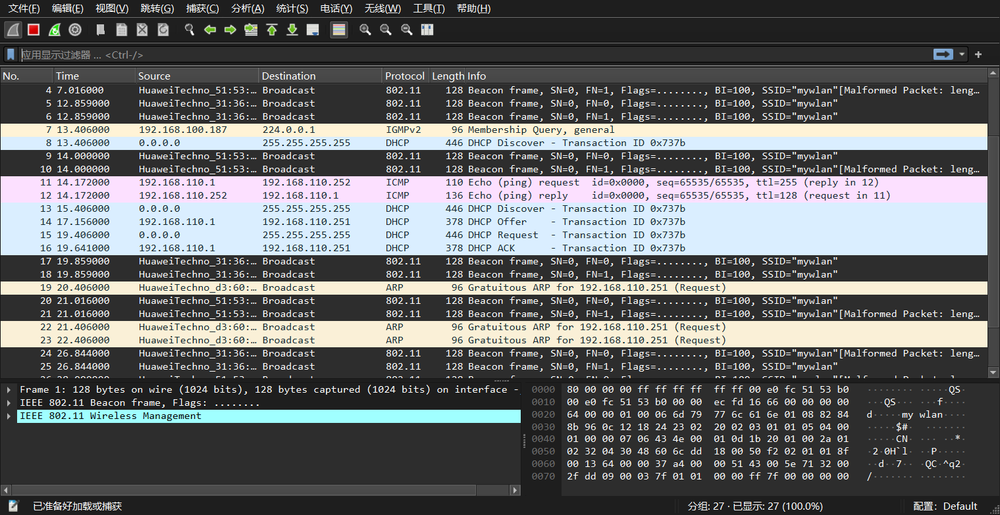 文件(F) 编辑(E) 视图(V) 跳转(G) 捕获(C) 分析(A) 统计(S) 电话(Y) 无线(W) 工具(T) 帮助(H)
应用显示过滤器 … <Ctrl-/>
No. Time Source Destination Protocol Length Info
4 7.016000 HuaweiTechno_51:53:… Broadcast 802.11 128 Beacon frame, SN=0, FN=1, Flags=........, BI=100, SSID="mywlan"[Malformed Packet: leng…
5 12.859000 HuaweiTechno_31:36:… Broadcast 802.11 128 Beacon frame, SN=0, FN=0, Flags=........, BI=100, SSID="mywlan"
6 12.859000 HuaweiTechno_31:36:… Broadcast 802.11 128 Beacon frame, SN=0, FN=1, Flags=........, BI=100, SSID="mywlan"
7 13.406000 192.168.100.187 224.0.0.1 IGMPv2 96 Membership Query, general
8 13.406000 0.0.0.0 255.255.255.255 DHCP 446 DHCP Discover - Transaction ID 0x737b
9 14.000000 HuaweiTechno_51:53:… Broadcast 802.11 128 Beacon frame, SN=0, FN=0, Flags=........, BI=100, SSID="mywlan"
10 14.000000 HuaweiTechno_51:53:… Broadcast 802.11 128 Beacon frame, SN=0, FN=1, Flags=........, BI=100, SSID="mywlan"[Malformed Packet: leng…
11 14.172000 192.168.110.1 192.168.110.252 ICMP 110 Echo (ping) request id=0x0000, seq=65535/65535, ttl=255 (reply in 12)
12 14.172000 192.168.110.252 192.168.110.1 ICMP 136 Echo (ping) reply id=0x0000, seq=65535/65535, ttl=128 (request in 11)
13 15.406000 0.0.0.0 255.255.255.255 DHCP 446 DHCP Discover - Transaction ID 0x737b
14 17.156000 192.168.110.1 192.168.110.251 DHCP 378 DHCP Offer - Transaction ID 0x737b
15 19.406000 0.0.0.0 255.255.255.255 DHCP 446 DHCP Request - Transaction ID 0x737b
16 19.641000 192.168.110.1 192.168.110.251 DHCP 378 DHCP ACK - Transaction ID 0x737b
17 19.859000 HuaweiTechno_31:36:… Broadcast 802.11 128 Beacon frame, SN=0, FN=0, Flags=........, BI=100, SSID="mywlan"
18 19.859000 HuaweiTechno_31:36:… Broadcast 802.11 128 Beacon frame, SN=0, FN=1, Flags=........, BI=100, SSID="mywlan"
19 20.406000 HuaweiTechno_d3:60:… Broadcast ARP 96 Gratuitous ARP for 192.168.110.251 (Request)
20 21.016000 HuaweiTechno_51:53:… Broadcast 802.11 128 Beacon frame, SN=0, FN=0, Flags=........, BI=100, SSID="mywlan"
21 21.016000 HuaweiTechno_51:53:… Broadcast 802.11 128 Beacon frame, SN=0, FN=1, Flags=........, BI=100, SSID="mywlan"[Malformed Packet: leng…
22 21.406000 HuaweiTechno_d3:60:… Broadcast ARP 96 Gratuitous ARP for 192.168.110.251 (Request)
23 22.406000 HuaweiTechno_d3:60:… Broadcast ARP 96 Gratuitous ARP for 192.168.110.251 (Request)
24 26.844000 HuaweiTechno_31:36:… Broadcast 802.11 128 Beacon frame, SN=0, FN=0, Flags=........, BI=100, SSID="mywlan"[Malformed Packet: leng…
25 26.844000 HuaweiTechno_31:36:… Broadcast 802.11 128 Beacon frame, SN=0, FN=1, Flags=........, BI=100, SSID="mywlan"
Frame 1: 128 bytes on wire (1024 bits), 128 bytes captured (1024 bits) on interface -
IEEE 802.11 Beacon frame, Flags: ........
IEEE 802.11 Wireless Management
0000 80 00 00 00 ff ff ff ff ff ff 00 e0 fc 51 53 b0 ········ ·····QS·
0010 00 e0 fc 51 53 b0 00 00 ec fd 16 66 00 00 00 00 ···QS··· ···f····
0020 64 00 00 01 00 06 6d 79 77 6c 61 6e 01 08 82 84 d·····my wlan····
0030 8b 96 0c 12 18 24 23 02 20 02 03 01 01 05 04 00 ·····$#· ·······
0040 01 00 00 07 06 43 4e 00 01 0d 1b 20 01 00 2a 01 ·····CN· ··· ··*·
0050 02 32 04 30 48 60 6c dd 18 00 50 f2 02 01 01 8f ·2·0H`l· ··P·····
0060 00 13 64 00 00 37 a4 00 00 51 43 00 5e 71 32 00 ··d··7·· ·QC·^q2·
0070 2f dd 09 00 03 7f 01 01 00 00 ff 7f 00 00 00 00 /······· ········
已准备好加载或捕获 分组: 27 · 已显示: 27 (100.0%) 配置: Default